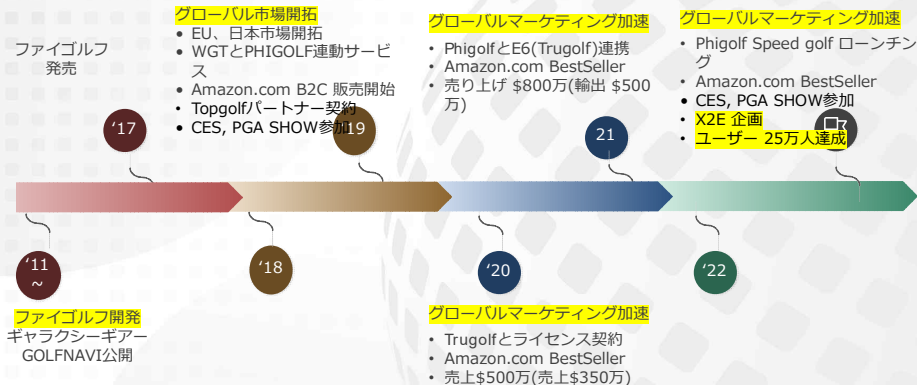 ファイゴルフ
発売
グローバル市場開拓
• EU、日本市場開拓
• WGTとPHIGOLF連動サービ
ス
• Amazon.com B2C 販売開始
• Topgolfパートナー契約
• CES, PGA SHOW参加
グローバルマーケティング加速
• PhigolfとE6(Trugolf)連携
• Amazon.com BestSeller
• 売り上げ $800万(輸出 $500
万)
グローバルマーケティング加速
• Phigolf Speed golf ローンチン
グ
• Amazon.com BestSeller
• CES, PGA SHOW参加
• X2E 企画
• ユーザー 25万人達成
'17
'19
21
'11
~
'18
'20
'22
ファイゴルフ開発
ギャラクシーギアー
GOLFNAVI公開
グローバルマーケティング加速
• Trugolfとライセンス契約
• Amazon.com BestSeller
• 売上$500万(売上$350万)